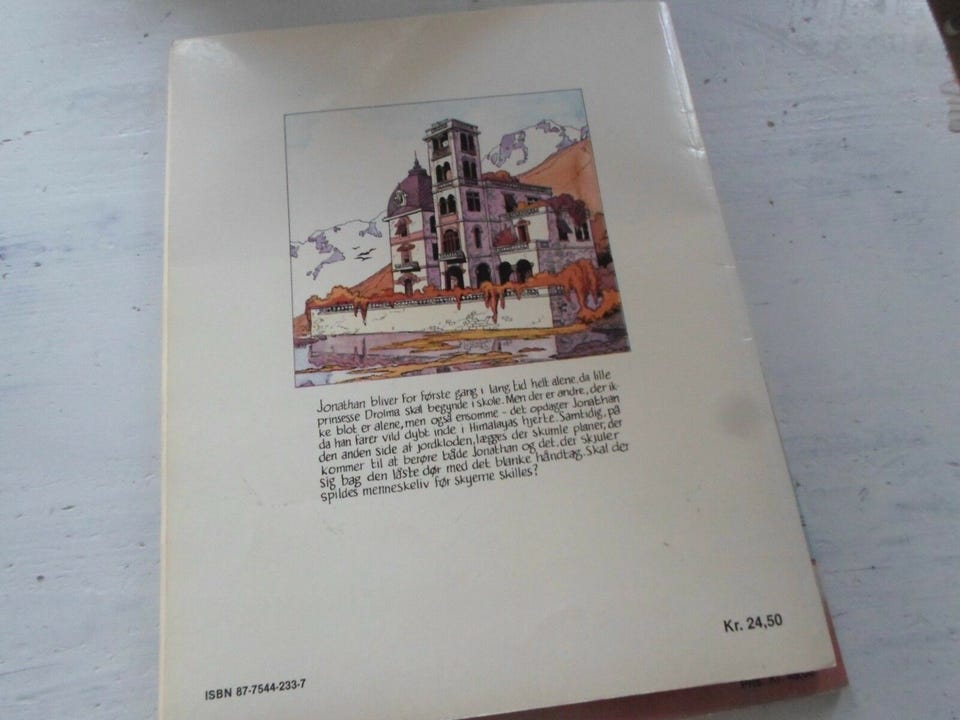 Jonathan bliver for første gang i lang tid helt alene, da lille
prinsesse Drolma skal begynde i skole. Men der er andre, der ik-
ke blot er alene, men også ensomme - det opdager Jonathan
da han farer vild dybt inde i Himalayas hjerte. Samtidig, på
den anden side af jordkloden, lægges der skumle planer, der
kommer til at berøre både Jonathan og det, der skjuler
sig bag den låste dør med det blanke håndtag. Skal der
spildes menneskeliv før skyerne skilles?
Kr. 24,50
ISBN 87-7544-233-7